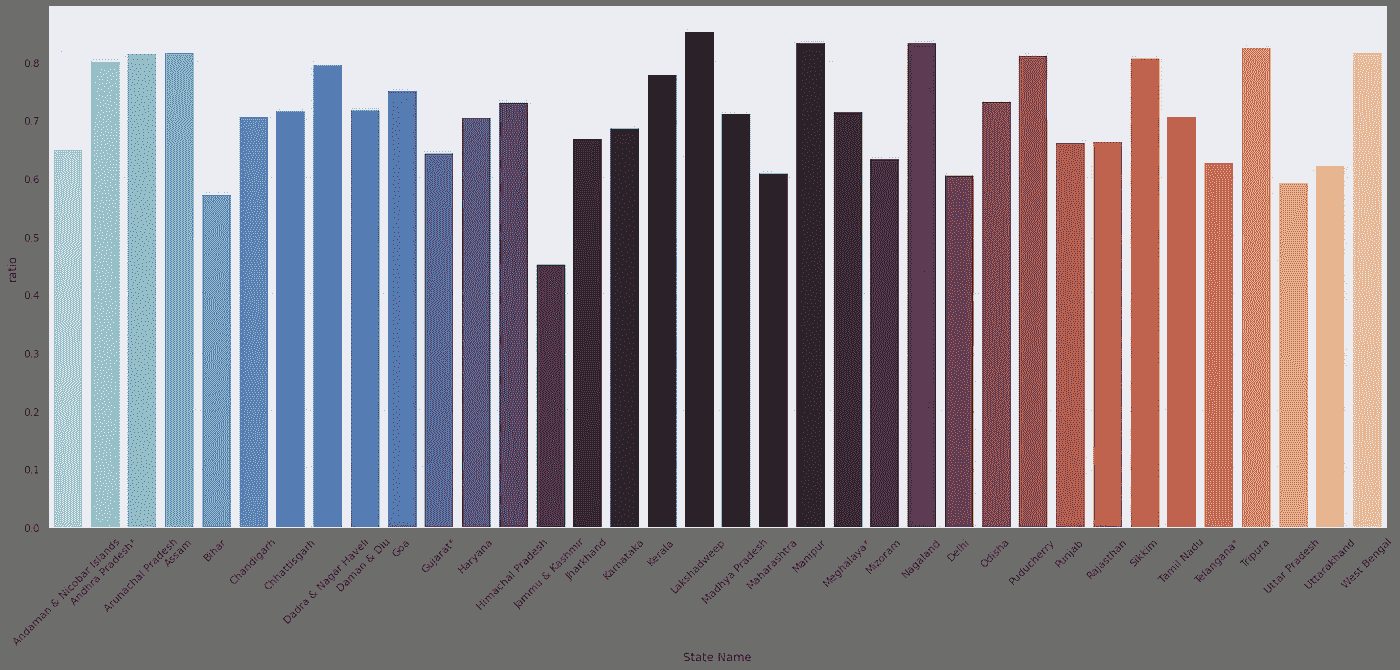 ratio
0.8
0.7
0.6
0.5
0.4
0.3
0.2
0.1
0.0
Andaman & Nicobar Islands
Andhra Pradesh*
Arunachal Pradesh
Assam
Bihar
Chandigarh
Chhattisgarh
Dadra & Nagar Haveli
Daman & Diu
Goa
Gujarat*
Haryana
Himachal Pradesh
Jammu & Kashmir
Jharkhand
Karnataka
Kerala
Lakshadweep
Madhya Pradesh
Maharashtra
Manipur
Meghalaya*
Mizoram
Nagaland
Delhi
Odisha
Puducherry
Punjab
Rajasthan
Sikkim
Tamil Nadu
Telangana*
Tripura
Uttar Pradesh
Uttarakhand
West Bengal
State Name